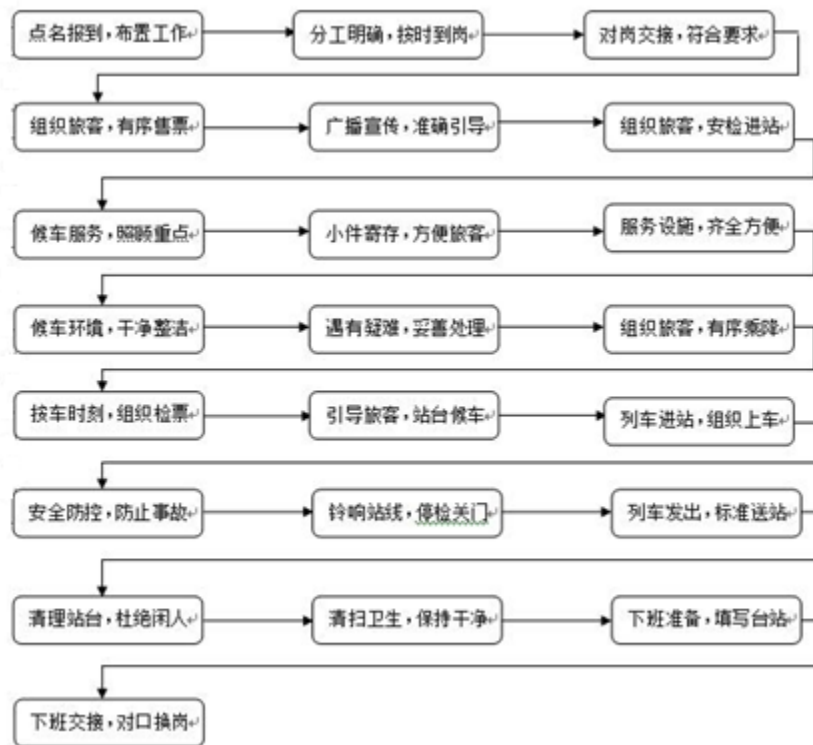 点名报到，布置工作
分工明确，按时到岗
对岗交接，符合要求
组织旅客，有序售票
广播宣传，准确引导
组织旅客，安检进站
候车服务，照顾重点
小件寄存，方便旅客
服务设施，齐全方便
候车环境，干净整洁
遇有疑难，妥善处理
组织旅客，有序乘降
按车时刻，组织检票
引导旅客，站台候车
列车进站，组织上车
安全防控，防止事故
铃响站线，停检关门
列车发出，标准送站
清理站台，杜绝闲人
清扫卫生，保持干净
下班准备，填写台站
下班交接，对口换岗